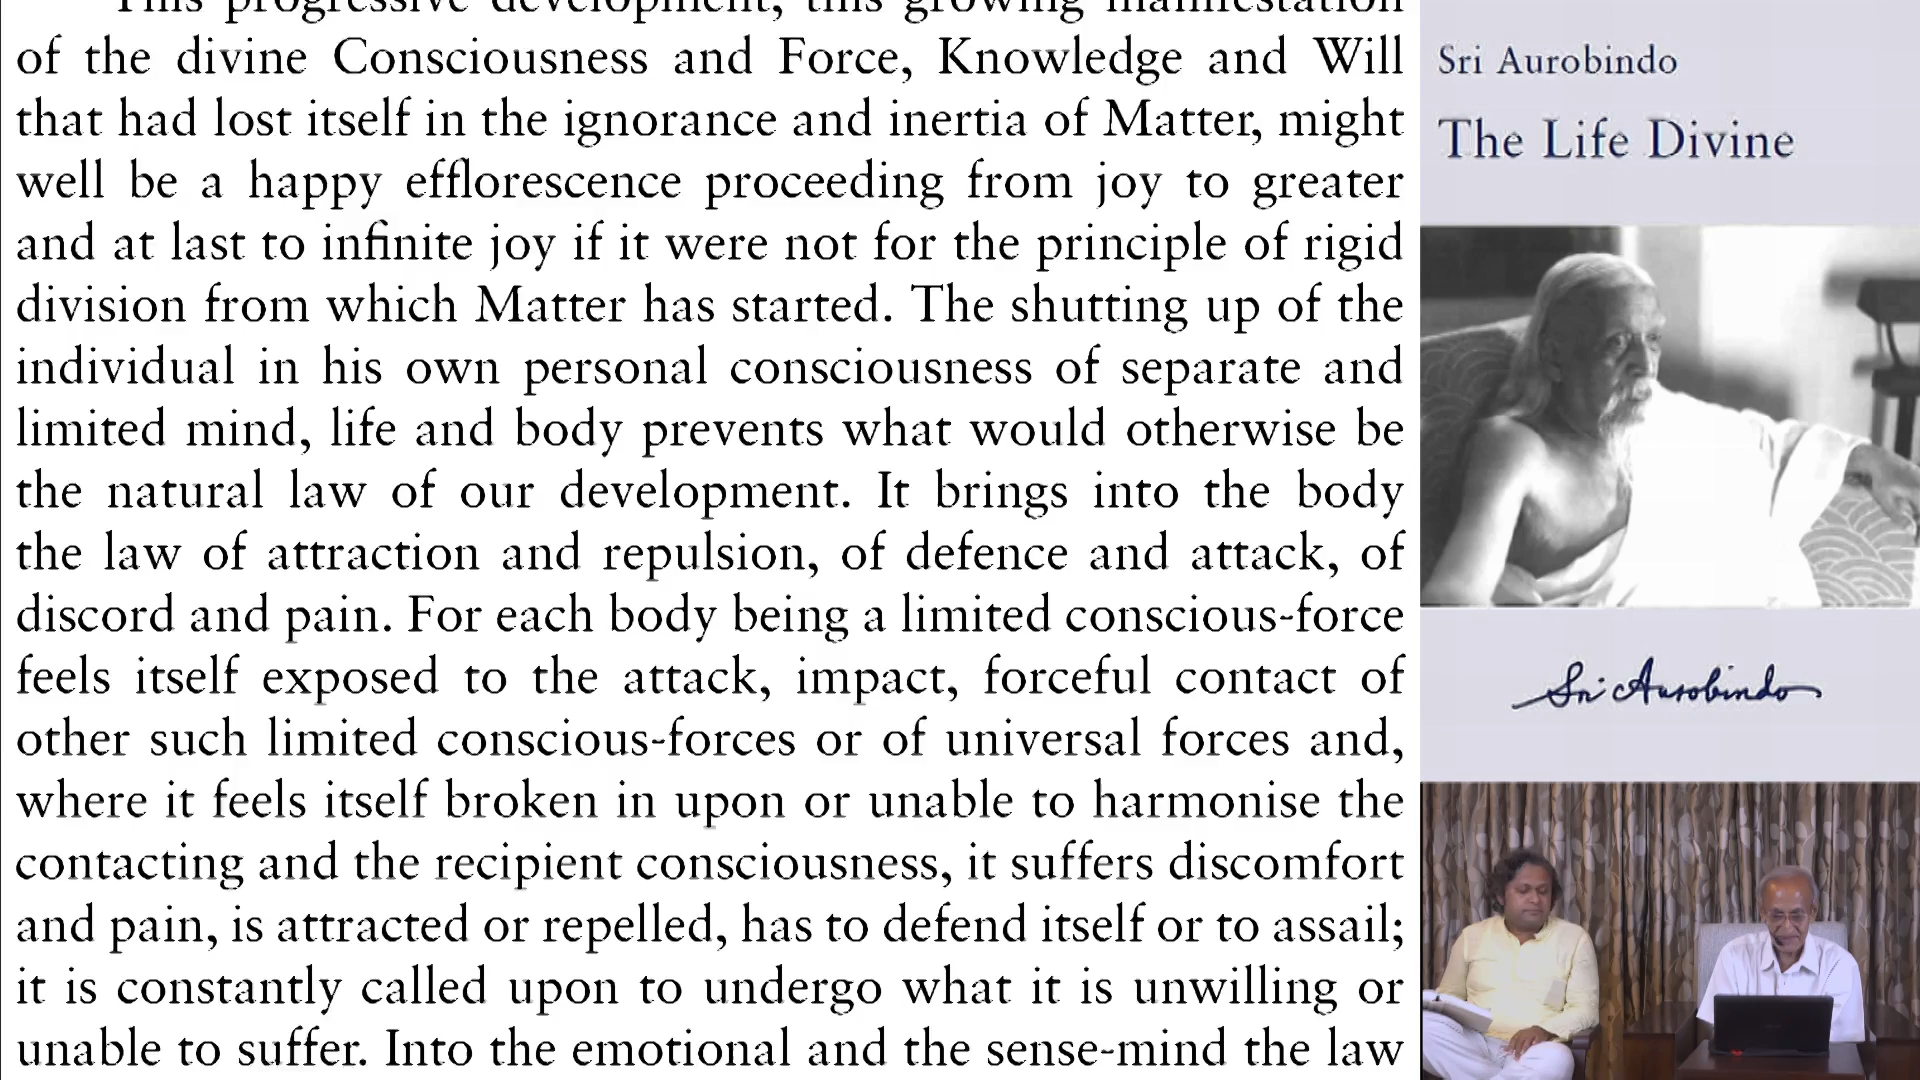 This progressive development, this growing manifestation
of the divine Consciousness and Force, Knowledge and Will
that had lost itself in the ignorance and inertia of Matter, might
well be a happy efflorescence proceeding from joy to greater
and at last to infinite joy if it were not for the principle of rigid
division from which Matter has started. The shutting up of the
individual in his own personal consciousness of separate and
limited mind, life and body prevents what would otherwise be
the natural law of our development. It brings into the body
the law of attraction and repulsion, of defence and attack, of
discord and pain. For each body being a limited conscious-force
feels itself exposed to the attack, impact, forceful contact of
other such limited conscious-forces or of universal forces and,
where it feels itself broken in upon or unable to harmonise the
contacting and the recipient consciousness, it suffers discomfort
and pain, is attracted or repelled, has to defend itself or to assail;
it is constantly called upon to undergo what it is unwilling or
unable to suffer. Into the emotional and the sense-mind the law
Sri Aurobindo
The Life Divine
Sri Aurobindo